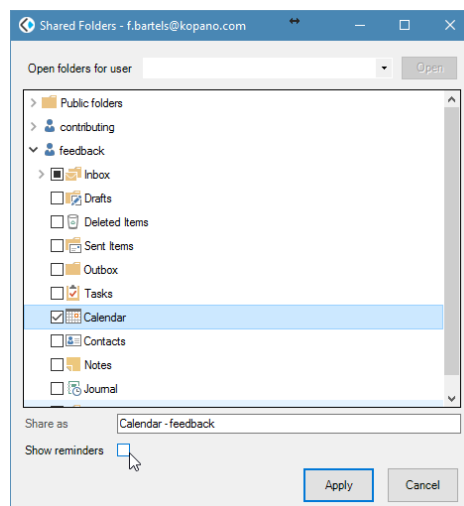 Shared Folders - f.bartels@kopano.com
Open folders for user
Open
Public folders
contributing
feedback
Inbox
Drafts
Deleted Items
Sent Items
Outbox
Tasks
Calendar
Contacts
Notes
Journal
Share as Calendar - feedback
Show reminders
Apply Cancel